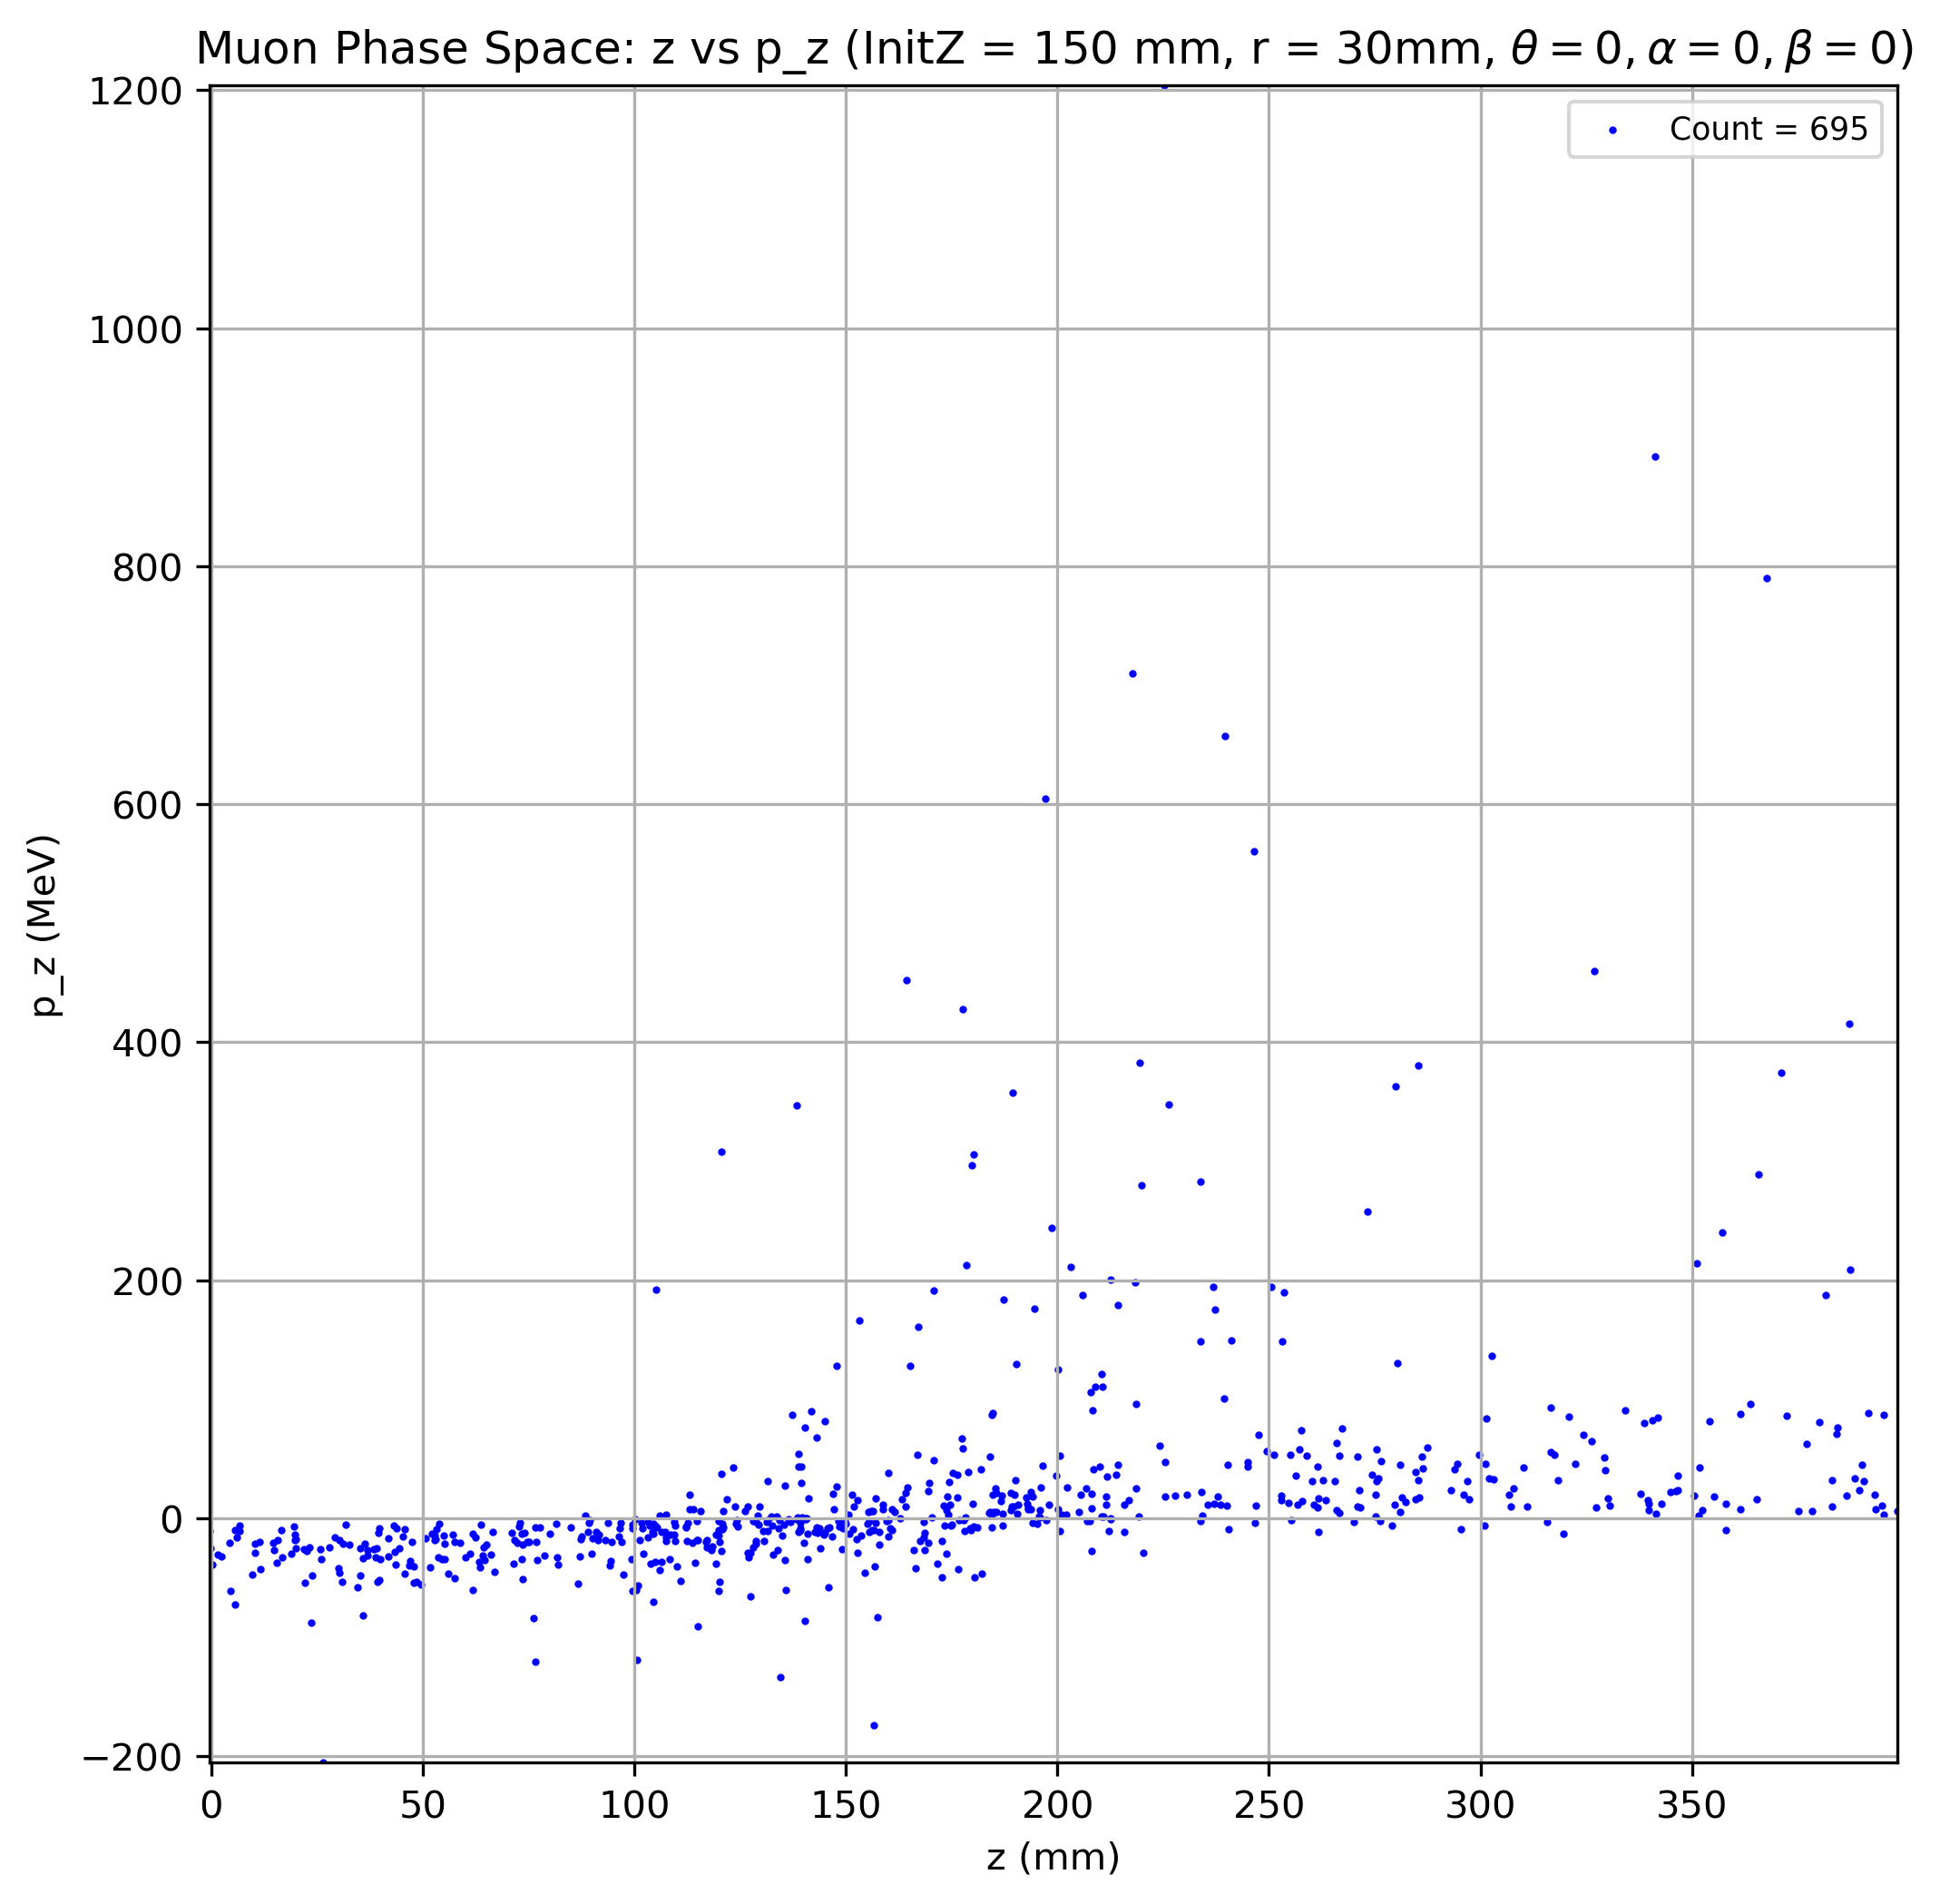 Muon Phase Space: z vs p_z (InitZ = 150 mm, r = 30mm, θ = 0, α = 0, β = 0)
Count = 695
1200
1000
800
600
400
200
0
−200
p_z (MeV)
0 50 100 150 200 250 300 350
z (mm)